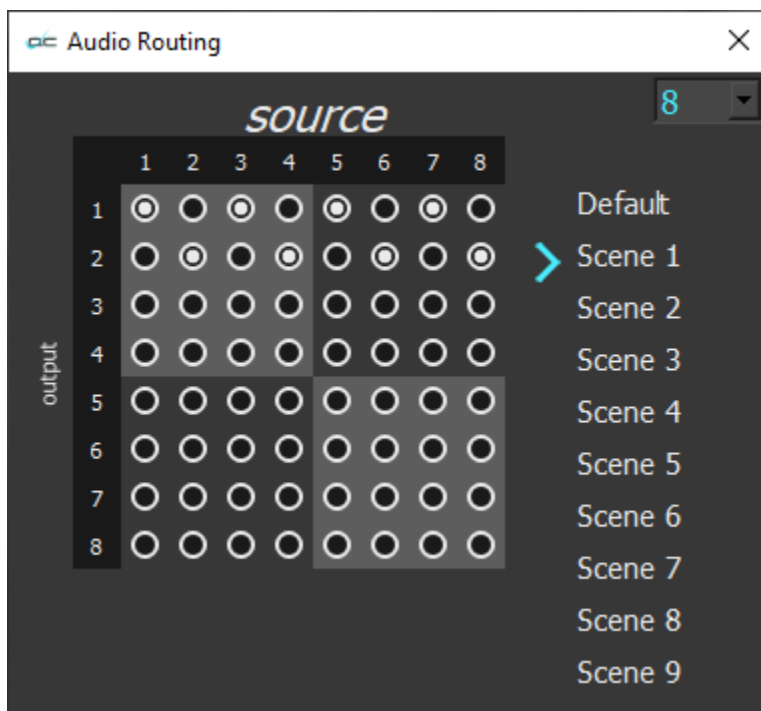 Audio Routing
8
source
1 2 3 4 5 6 7 8
1
2
3
4
5
6
7
8
output
Default
Scene 1
Scene 2
Scene 3
Scene 4
Scene 5
Scene 6
Scene 7
Scene 8
Scene 9